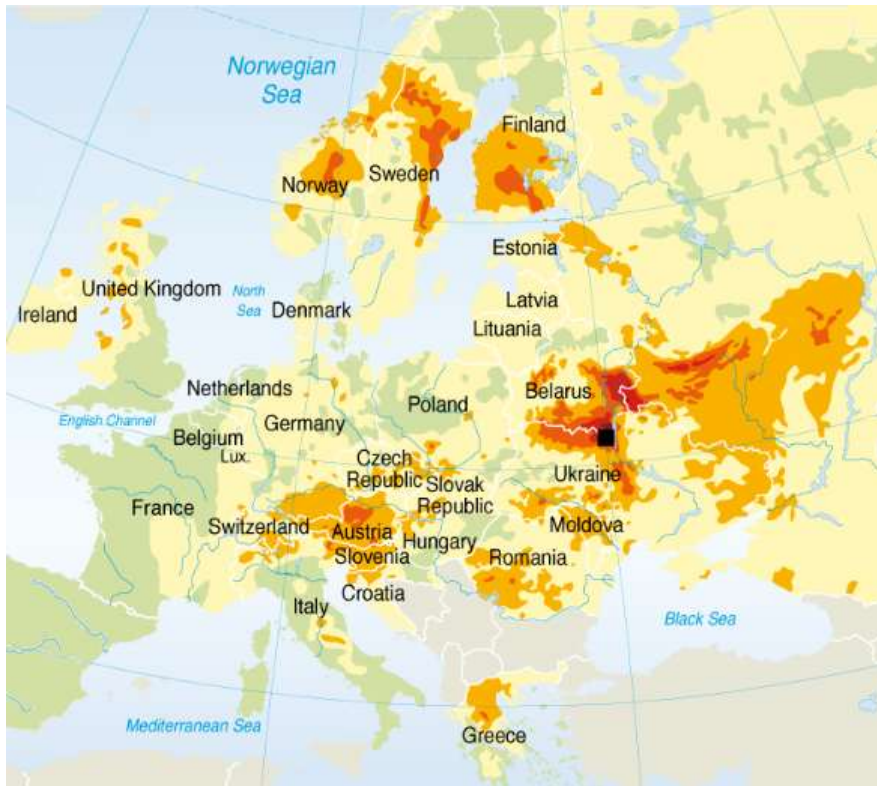 Norwegian
Sea
Finland
Norway
Sweden
Estonia
United Kingdom
North
Sea
Ireland
Denmark
Latvia
Lituania
Netherlands
Belarus
Poland
English Channel
Germany
Belgium
Lux.
Czech
Republic
Ukraine
Slovak
Republic
France
Switzerland
Austria
Moldova
Hungary
Slovenia
Romania
Croatia
Italy
Black Sea
Mediterranean Sea
Greece